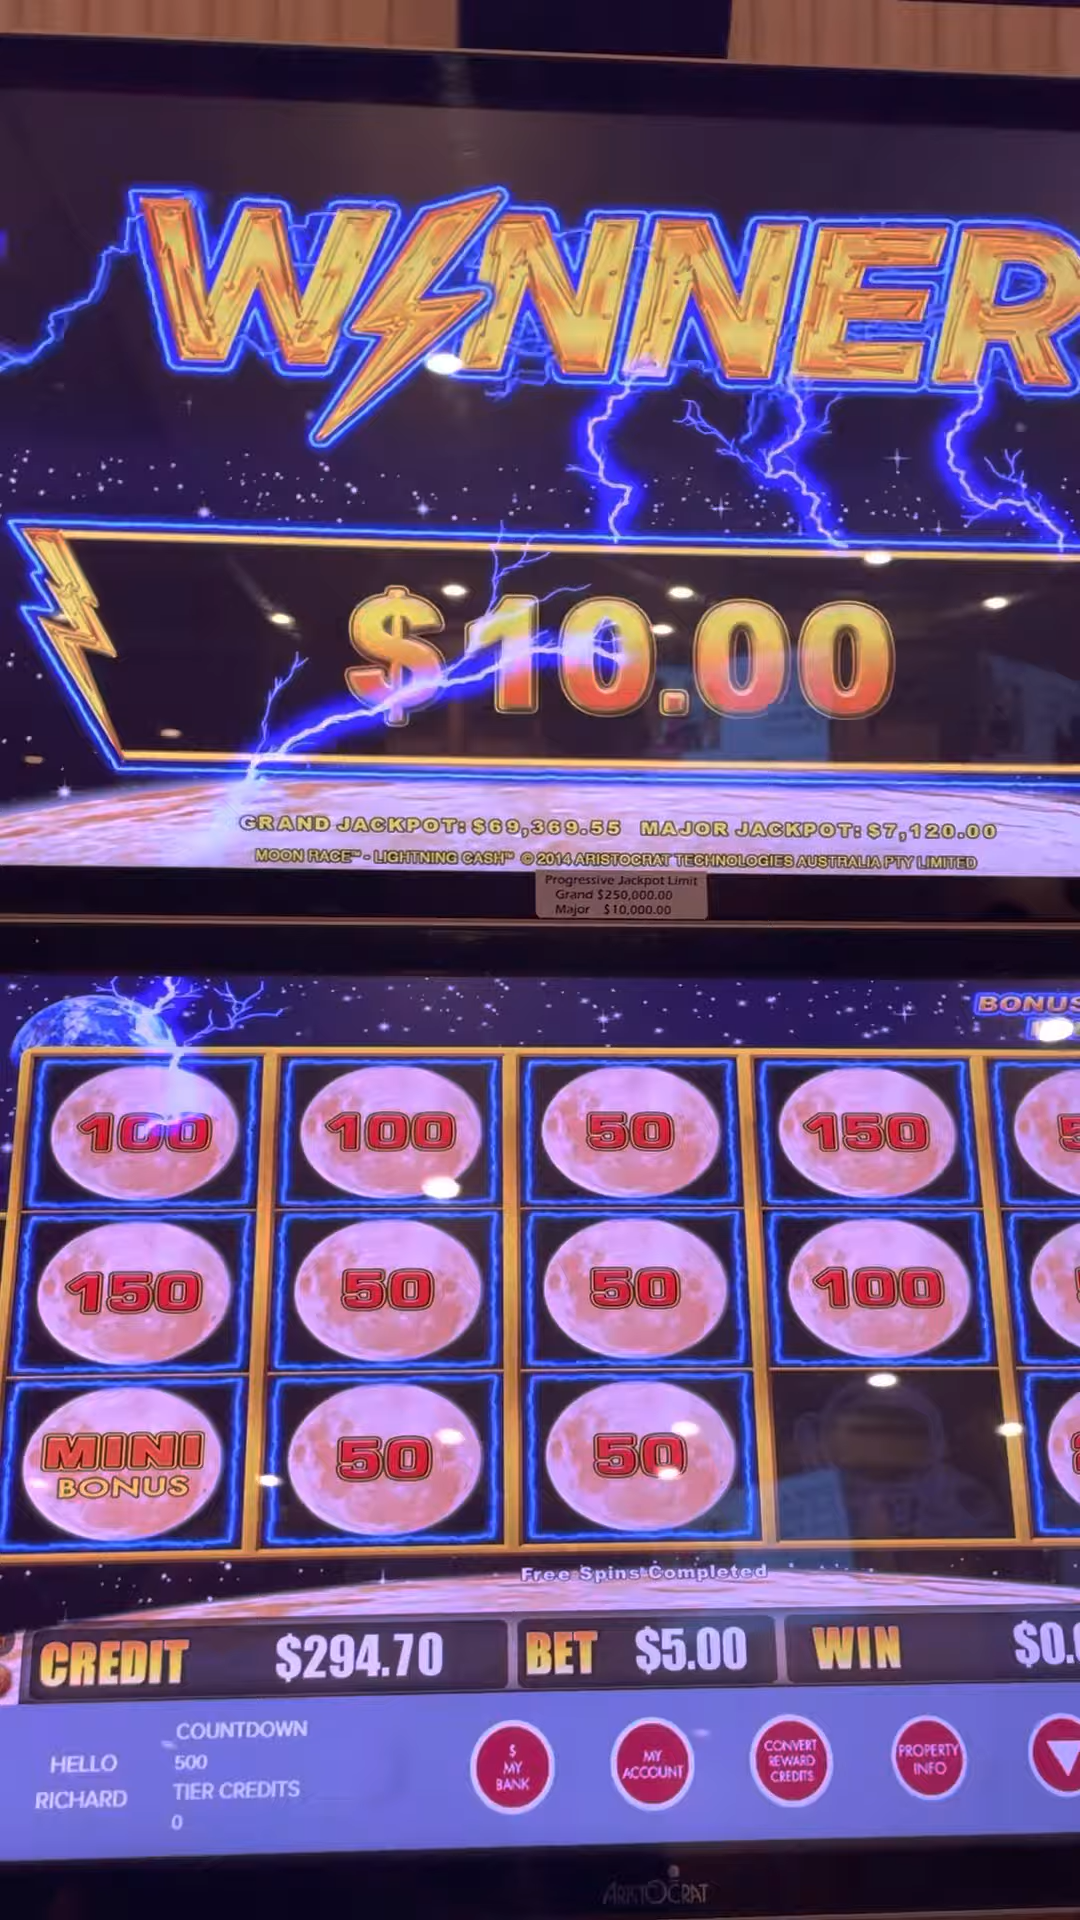 WINNER
$10.00
GRAND JACKPOT: $69,369.55 MAJOR JACKPOT: $7,120.00
MOON RACE™ - LIGHTNING CASH™ © 2014 ARISTOCRAT TECHNOLOGIES AUSTRALIA PTY LIMITED
Progressive Jackpot Limit
Grand $250,000.00
Major $10,000.00
BONUS
100 100 50 150
150 50 50 100
MINI
BONUS
50 50
Free Spins Completed
CREDIT $294.70 BET $5.00 WIN
HELLO
RICHARD
COUNTDOWN
500
TIER CREDITS
0
$
MY
BANK
MY
ACCOUNT
CONVERT
REWARD
CREDITS
PROPERTY
INFO
ARISTOCRAT